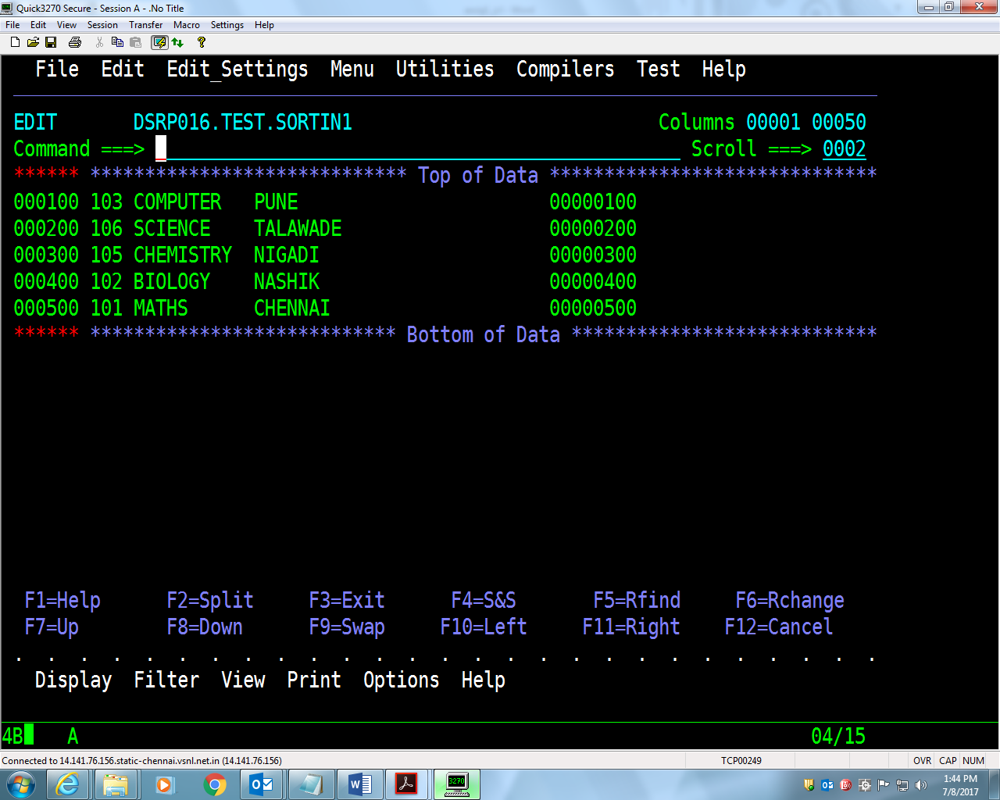 Quick3270 Secure - Session A - .No Title
File Edit View Session Transfer Macro Settings Help
File Edit Edit_Settings Menu Utilities Compilers Test Help
EDIT DSRP016.TEST.SORTIN1 Columns 00001 00050
Command ===> Scroll ===> 0002
****** ***************************** Top of Data ******************************
000100 103 COMPUTER PUNE 00000100
000200 106 SCIENCE TALAWADE 00000200
000300 105 CHEMISTRY NIGADI 00000300
000400 102 BIOLOGY NASHIK 00000400
000500 101 MATHS CHENNAI 00000500
****** **************************** Bottom of Data ****************************
F1=Help F2=Split F3=Exit F4=S&S F5=Rfind F6=Rchange
F7=Up F8=Down F9=Swap F10=Left F11=Right F12=Cancel
. . . . . . . . . . . . . . . . . . . . . . . . . . .
Display Filter View Print Options Help
4B A 04/15
Connected to 14.141.76.156.static-chennai.vsnl.net.in (14.141.76.156) TCP00249 OVR CAP NUM
3270
1:44 PM
7/8/2017